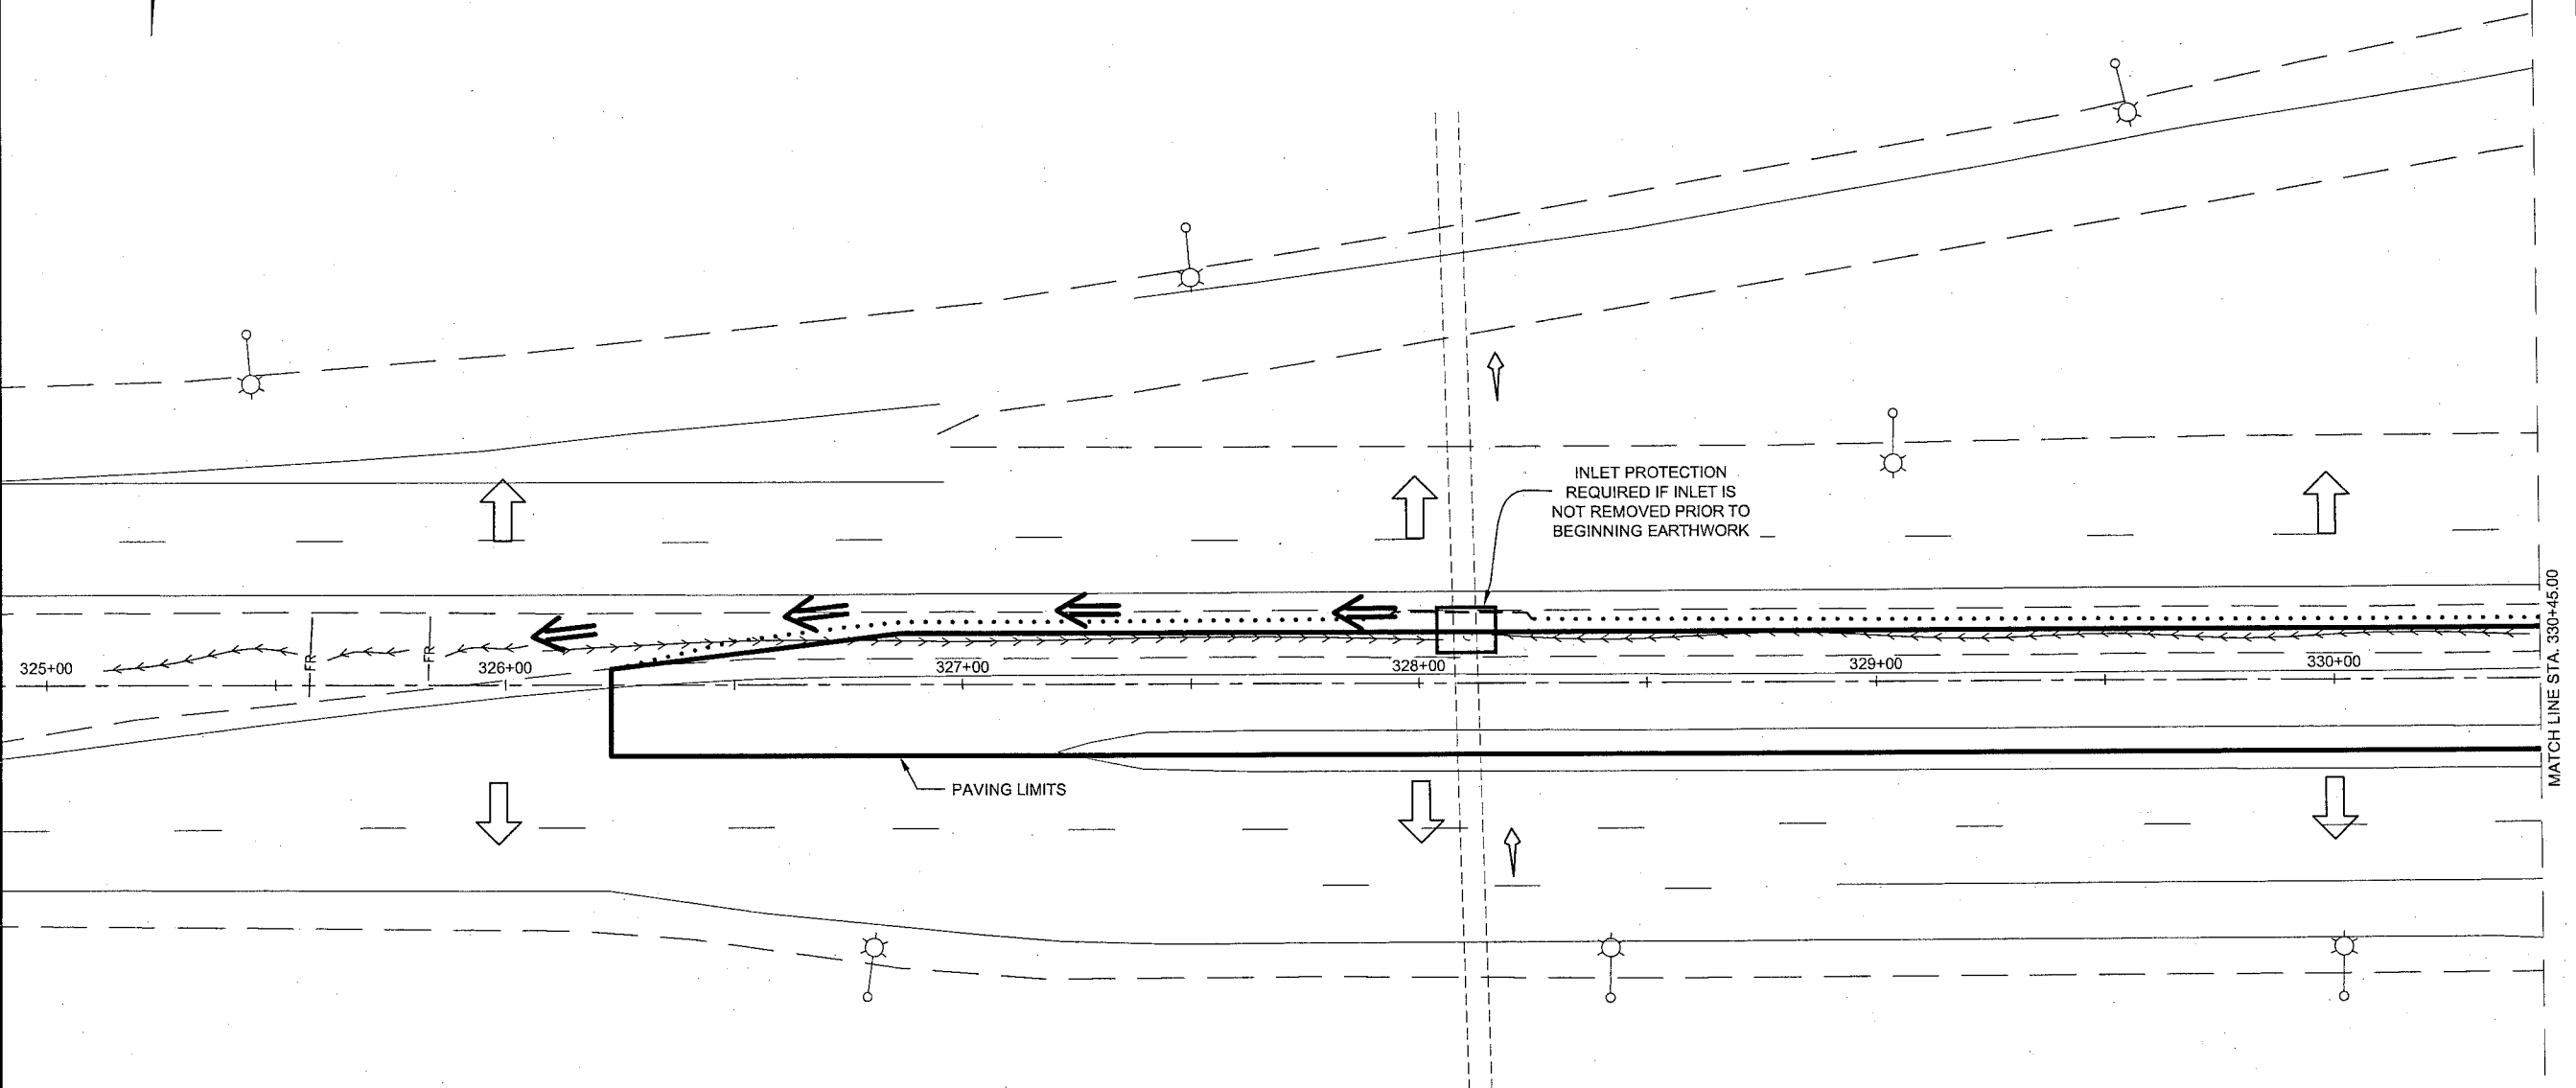 INLET PROTECTION
REQUIRED IF INLET IS
NOT REMOVED PRIOR TO
BEGINNING EARTHWORK
FR
FR
325+00
326+00
327+00
328+00
329+00
330+00
MATCH LINE STA. 330+45.00
PAVING LIMITS